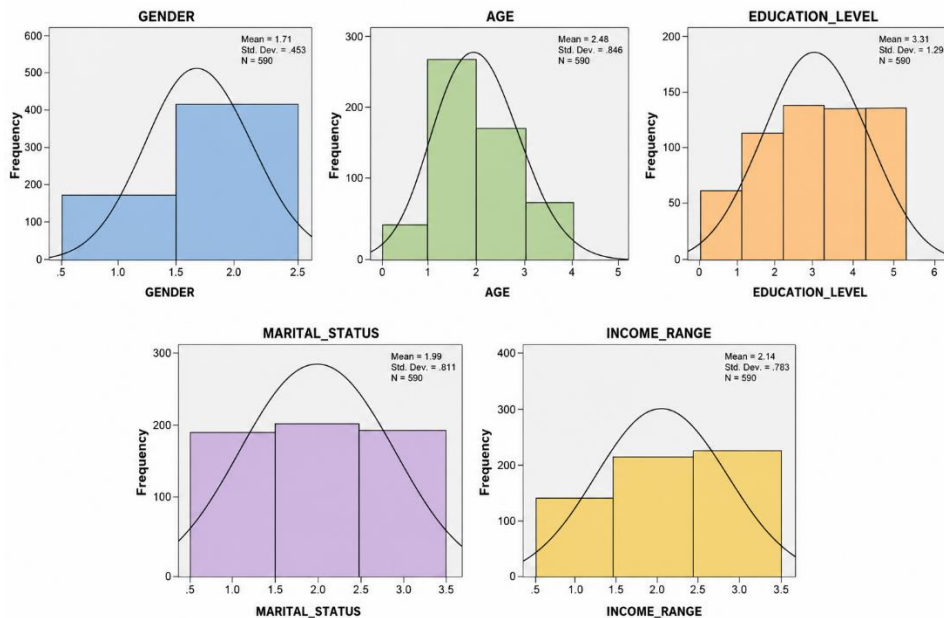 GENDER
Mean = 1.71
Std. Dev. = .453
N = 590
600
500
400
300
200
100
0
Frequency
.5 1.0 1.5 2.0 2.5
GENDER
AGE
Mean = 2.48
Std. Dev. = .846
N = 590
300
200
100
0
Frequency
0 1 2 3 4 5
AGE
EDUCATION_LEVEL
Mean = 3.31
Std. Dev. = 1.29
N = 590
200
150
100
50
0
Frequency
0 1 2 3 4 5 6
EDUCATION_LEVEL
MARITAL_STATUS
Mean = 1.99
Std. Dev. = .811
N = 590
300
200
100
0
Frequency
.5 1.0 1.5 2.0 2.5 3.0 3.5
MARITAL_STATUS
INCOME_RANGE
Mean = 2.14
Std. Dev. = .783
N = 590
400
300
200
100
0
Frequency
.5 1.0 1.5 2.0 2.5 3.0 3.5
INCOME_RANGE